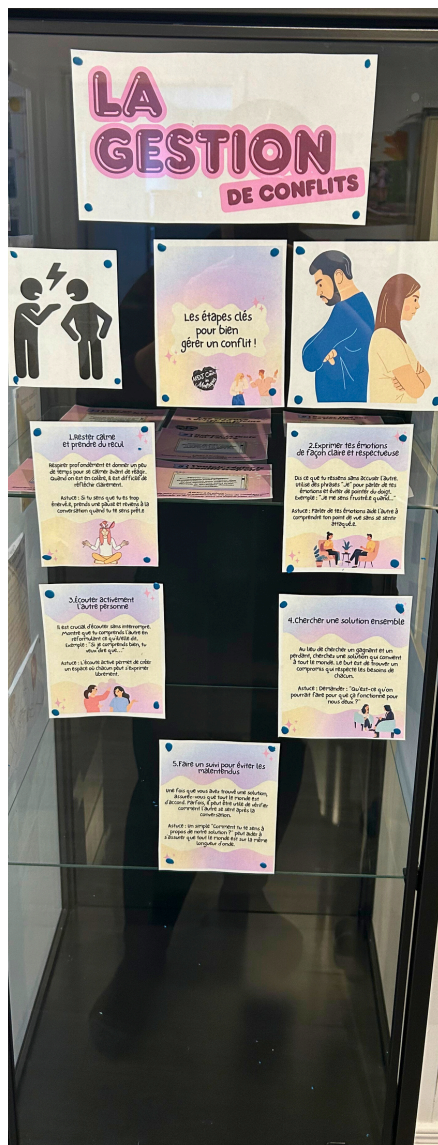 LA
GESTION
DE CONFLITS
Les étapes clés
pour bien
gérer un conflit !
1.Rester calme
et prendre du recul
Respirer profondément et donner un peu
de temps pour se calmer avant de réagir.
Quand on est en colère, il est difficile de
réfléchir clairement.
Astuce : Si tu sens que tu es trop
énervé.e, prends une pause et reviens à la
conversation quand tu te sens prêt.e
2.Exprimer tes émotions
de façon claire et respectueuse
Dis ce que tu ressens sans accuser l'autre.
Utilise des phrases "Je" pour parler de tes
émotions et éviter de pointer du doigt.
Exemple : "Je me sens frustré.e quand..."
Astuce : Parler de tes émotions aide l'autre à
comprendre ton point de vue sans se sentir
attaqué.e.
3.Écouter activement
l'autre personne
Il est crucial d'écouter sans interrompre.
Montre que tu comprends l'autre en
reformulant ce qu'il/elle dit.
Exemple : "Si je comprends bien, tu
veux dire que..."
Astuce : L'écoute active permet de créer
un espace où chacun peut s'exprimer
librement.
4.Chercher une solution ensemble
Au lieu de chercher un gagnant et un
perdant, cherchez une solution qui convient
à tout le monde. Le but est de trouver un
compromis qui respecte les besoins de
chacun.
Astuce : Demander : "Qu'est-ce qu'on
pourrait faire pour que ça fonctionne pour
nous deux ?"
5.Faire un suivi pour éviter les
malentendus
Une fois que vous avez trouvé une solution,
assurez-vous que tout le monde est
d'accord. Parfois, il peut être utile de vérifier
comment l'autre se sent après la
conversation.
Astuce : Un simple "Comment tu te sens à
propos de notre solution ?" peut aider à
s'assurer que tout le monde est sur la même
longueur d'onde.